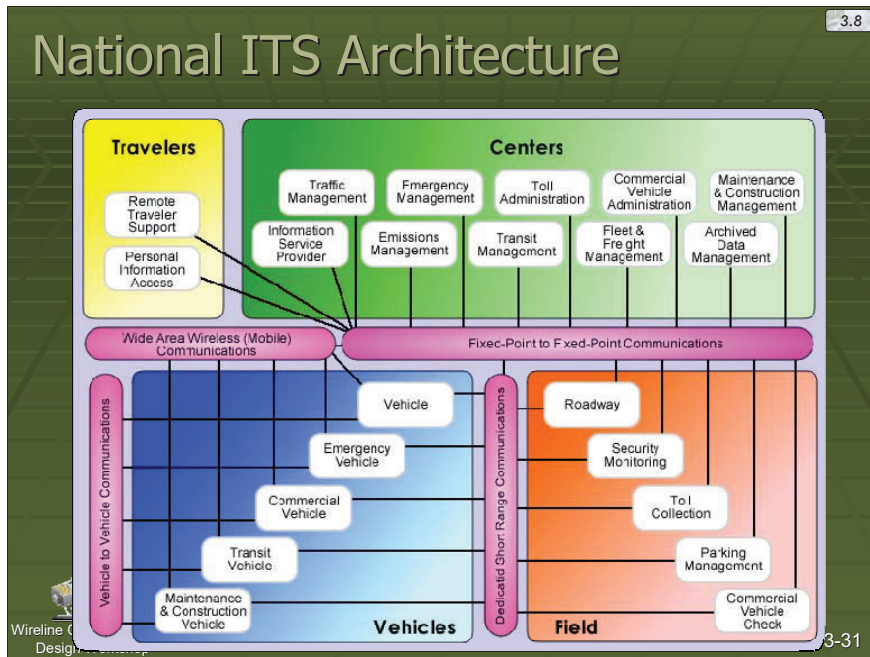 3.8
National ITS Architecture
Travelers
Remote
Traveler
Support
Personal
Information
Access
Centers
Traffic
Management
Emergency
Management
Toll
Administration
Commercial
Vehicle
Administration
Maintenance
& Construction
Management
Information
Service
Provider
Emissions
Management
Transit
Management
Fleet &
Freight
Management
Archived
Data
Management
Wide Area Wireless (Mobile)
Communications
Fixed-Point to Fixed-Point Communications
Vehicle to Vehicle Communications
Vehicle
Emergency
Vehicle
Commercial
Vehicle
Transit
Vehicle
Maintenance
& Construction
Vehicle
Vehicles
Dedicatid Short Range Communications
Roadway
Security
Monitoring
Toll
Collection
Parking
Management
Commercial
Vehicle
Check
Field
Wireline
Design
3-31